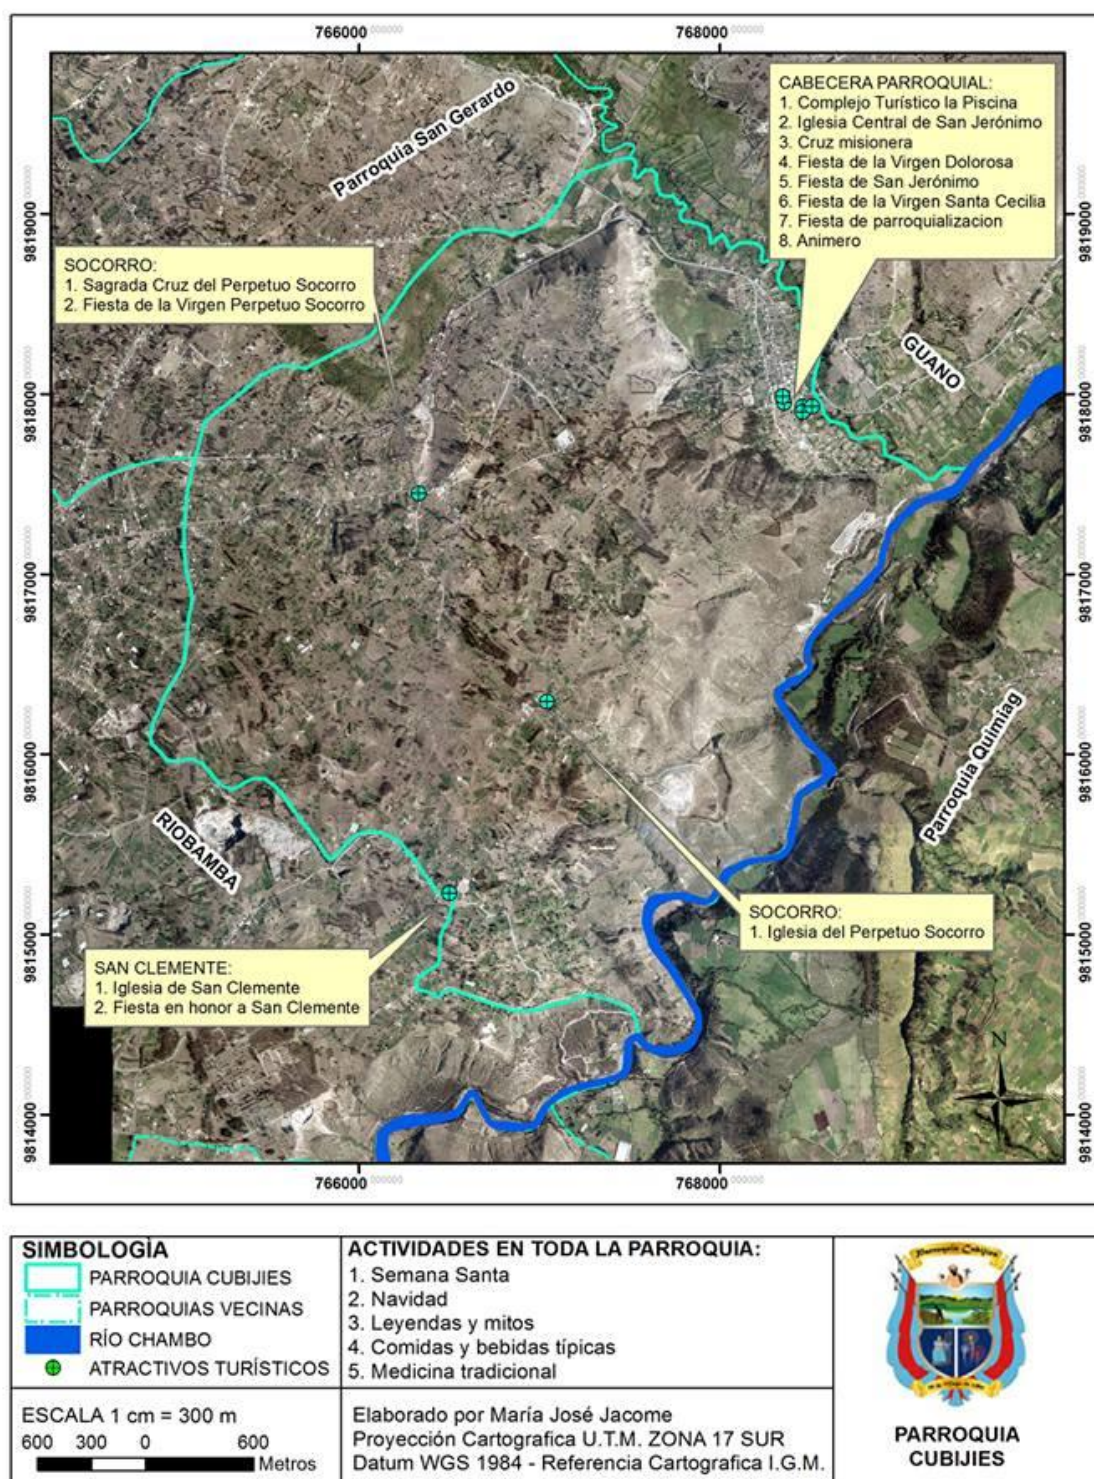 766000
768000
CABECERA PARROQUIAL:
1. Complejo Turístico la Piscina
2. Iglesia Central de San Jerónimo
3. Cruz misionera
4. Fiesta de la Virgen Dolorosa
5. Fiesta de San Jerónimo
6. Fiesta de la Virgen Santa Cecilia
7. Fiesta de parroquializacion
8. Animero
Parroquia San Gerardo
9819000
9819000
SOCORRO:
1. Sagrada Cruz del Perpetuo Socorro
2. Fiesta de la Virgen Perpetuo Socorro
GUANO
9818000
9818000
9817000
9817000
Parroquia Quimiag
9816000
9816000
RIOBAMBA
SOCORRO:
1. Iglesia del Perpetuo Socorro
9815000
9815000
SAN CLEMENTE:
1. Iglesia de San Clemente
2. Fiesta en honor a San Clemente
N
9814000
9814000
766000
768000
SIMBOLOGÌA
PARROQUIA CUBIJIES
PARROQUIAS VECINAS
RÍO CHAMBO
ATRACTIVOS TURÍSTICOS
ACTIVIDADES EN TODA LA PARROQUIA:
1. Semana Santa
2. Navidad
3. Leyendas y mitos
4. Comidas y bebidas típicas
5. Medicina tradicional
Parroquia Cubijies
PARROQUIA
CUBIJIES
ESCALA 1 cm = 300 m
600 300 0 600
Metros
Elaborado por María José Jacome
Proyección Cartografica U.T.M. ZONA 17 SUR
Datum WGS 1984 - Referencia Cartografica I.G.M.